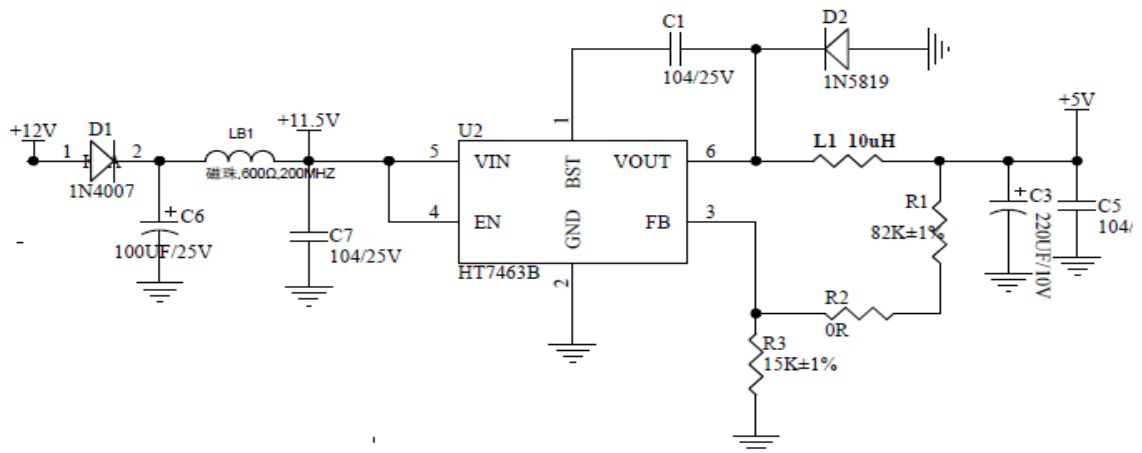 C1
104/25V
D2
1N5819
+12V
1
D1
2
1N4007
LB1
磁珠,600Ω,200MHZ
+11.5V
C6
100UF/25V
C7
104/25V
U2
1
5
VIN
BST
VOUT
6
4
EN
GND
FB
3
HT7463B
2
L1 10uH
+5V
R1
82K±1%
C3
220UF/10V
C5
104/
R2
0R
R3
15K±1%